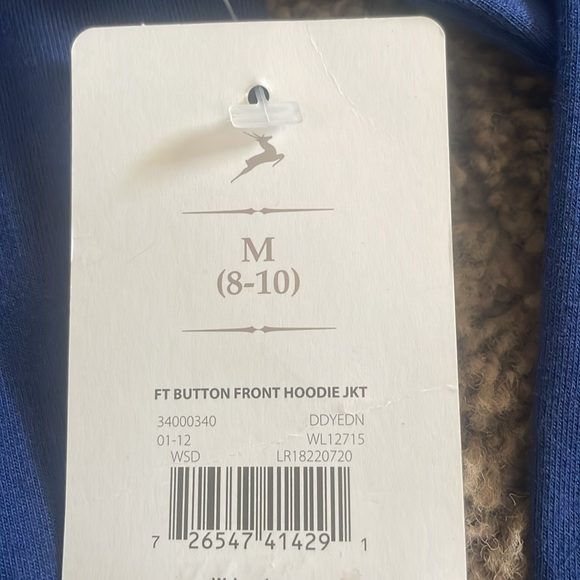 M
(8-10)
FT BUTTON FRONT HOODIE JKT
34000340 DDYEDN
01-12 WL12715
WSD LR18220720
7 26547 41429 1